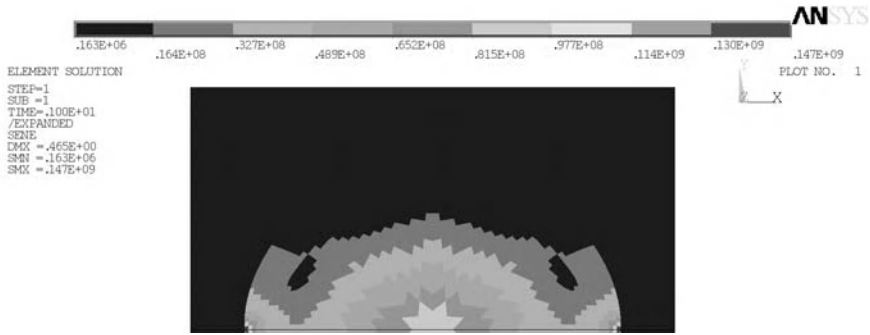 ANSYS
.163E+06 .164E+08 .327E+08 .489E+08 .652E+08 .815E+08 .977E+08 .114E+09 .130E+09 .147E+09
ELEMENT SOLUTION
PLOT NO. 1
STEP=1
SUB =1
TIME=.100E+01
/EXPANDED
SENE
DMX =.465E+00
SMN =.163E+06
SMX =.147E+09
Y
Z X